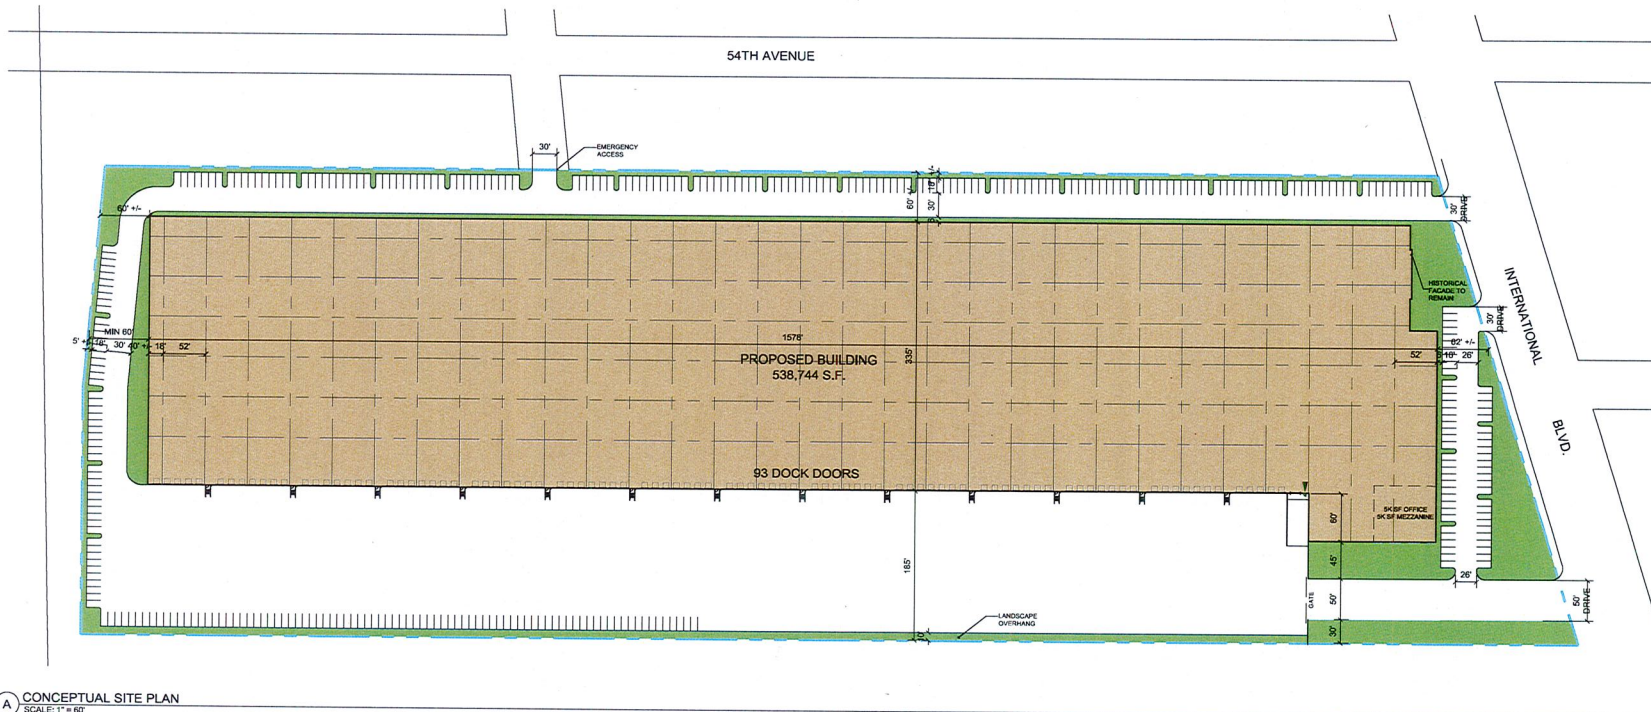 54TH AVENUE
30'
EMERGENCY
ACCESS
60' +/-
60' +/-
18'
30'
30'
DRIVE
HISTORICAL
FACADE TO
REMAIN
INTERNATIONAL
BLVD.
30'
DRIVE
MIN 60'
5' +/-
18'
30'
40' +/-
18'
52'
1578'
335'
PROPOSED BUILDING
538,744 S.F.
62' +/-
52'
18'
26'
93 DOCK DOORS
5K SF OFFICE
5K SF MEZZANINE
60'
45'
185'
26'
GATE
50'
50'
DRIVE
LANDSCAPE
OVERHANG
10'
30'
A
CONCEPTUAL SITE PLAN
SCALE: 1" = 60'